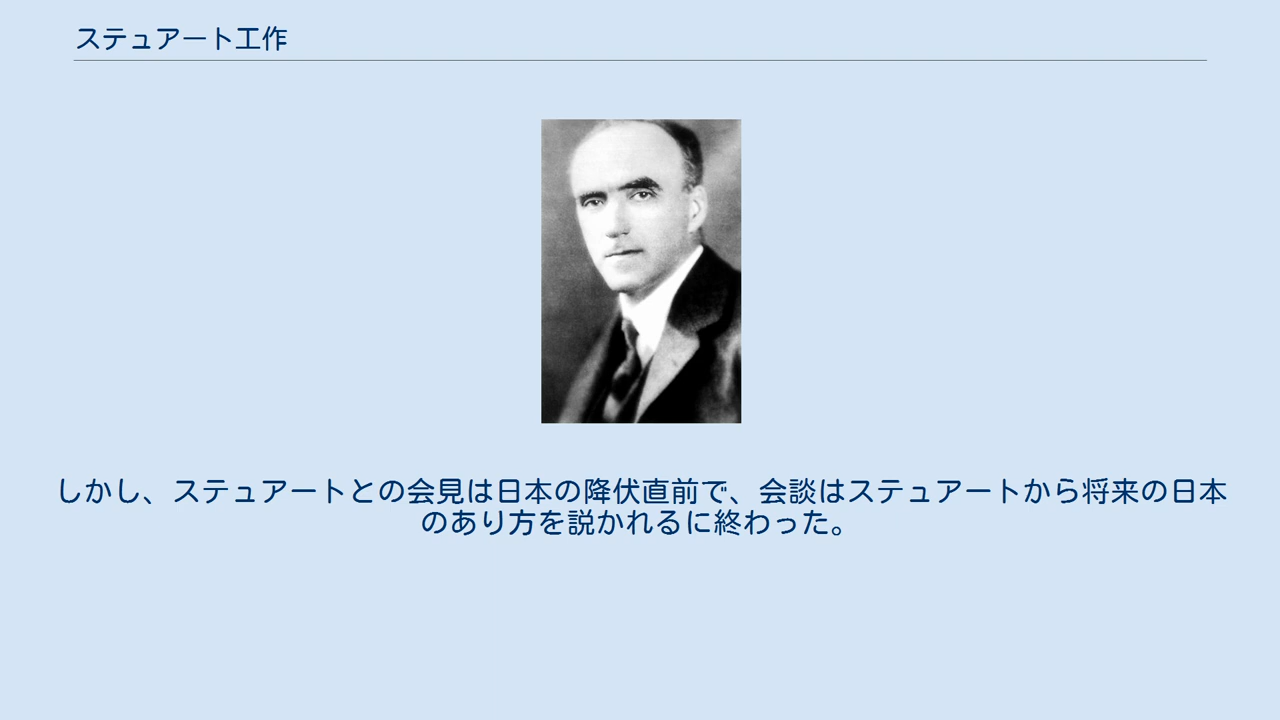 ステュアート工作
しかし、ステュアートとの会見は日本の降伏直前で、会談はステュアートから将来の日本
のあり方を説かれるに終わった。